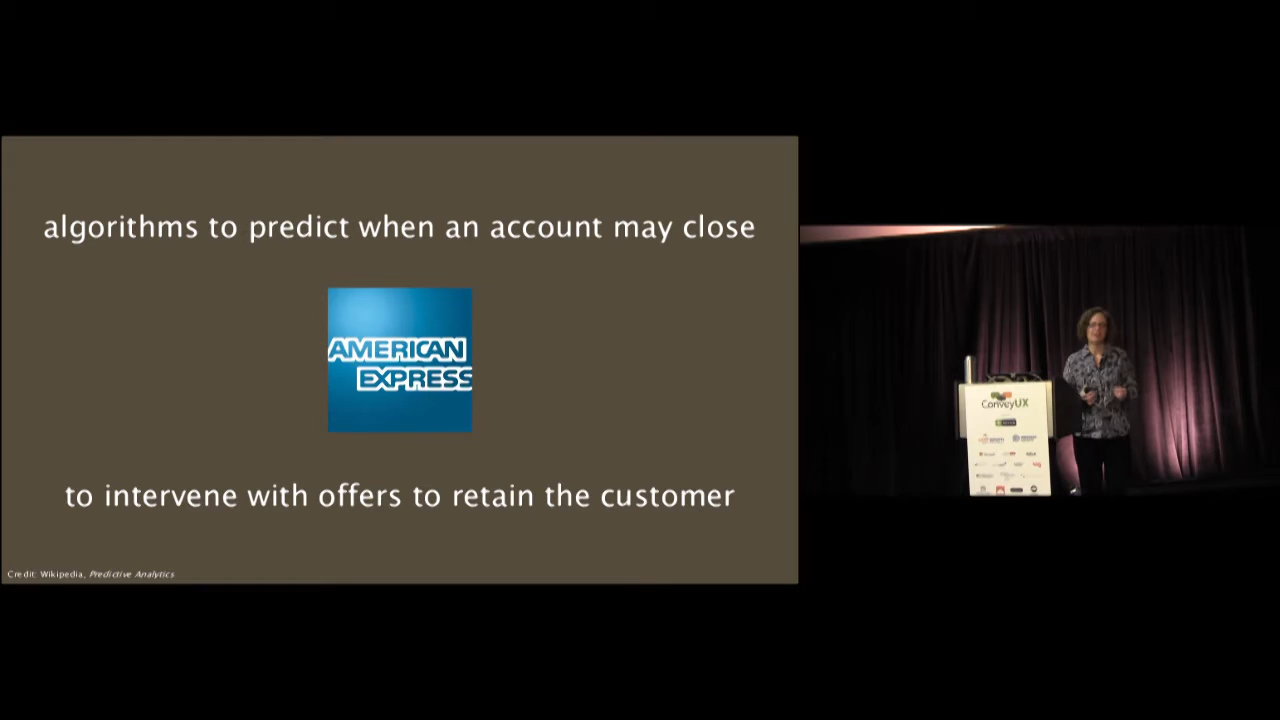 algorithms to predict when an account may close
AMERICAN
EXPRESS
to intervene with offers to retain the customer
Credit: Wikipedia, Predictive Analytics
ConveyUX